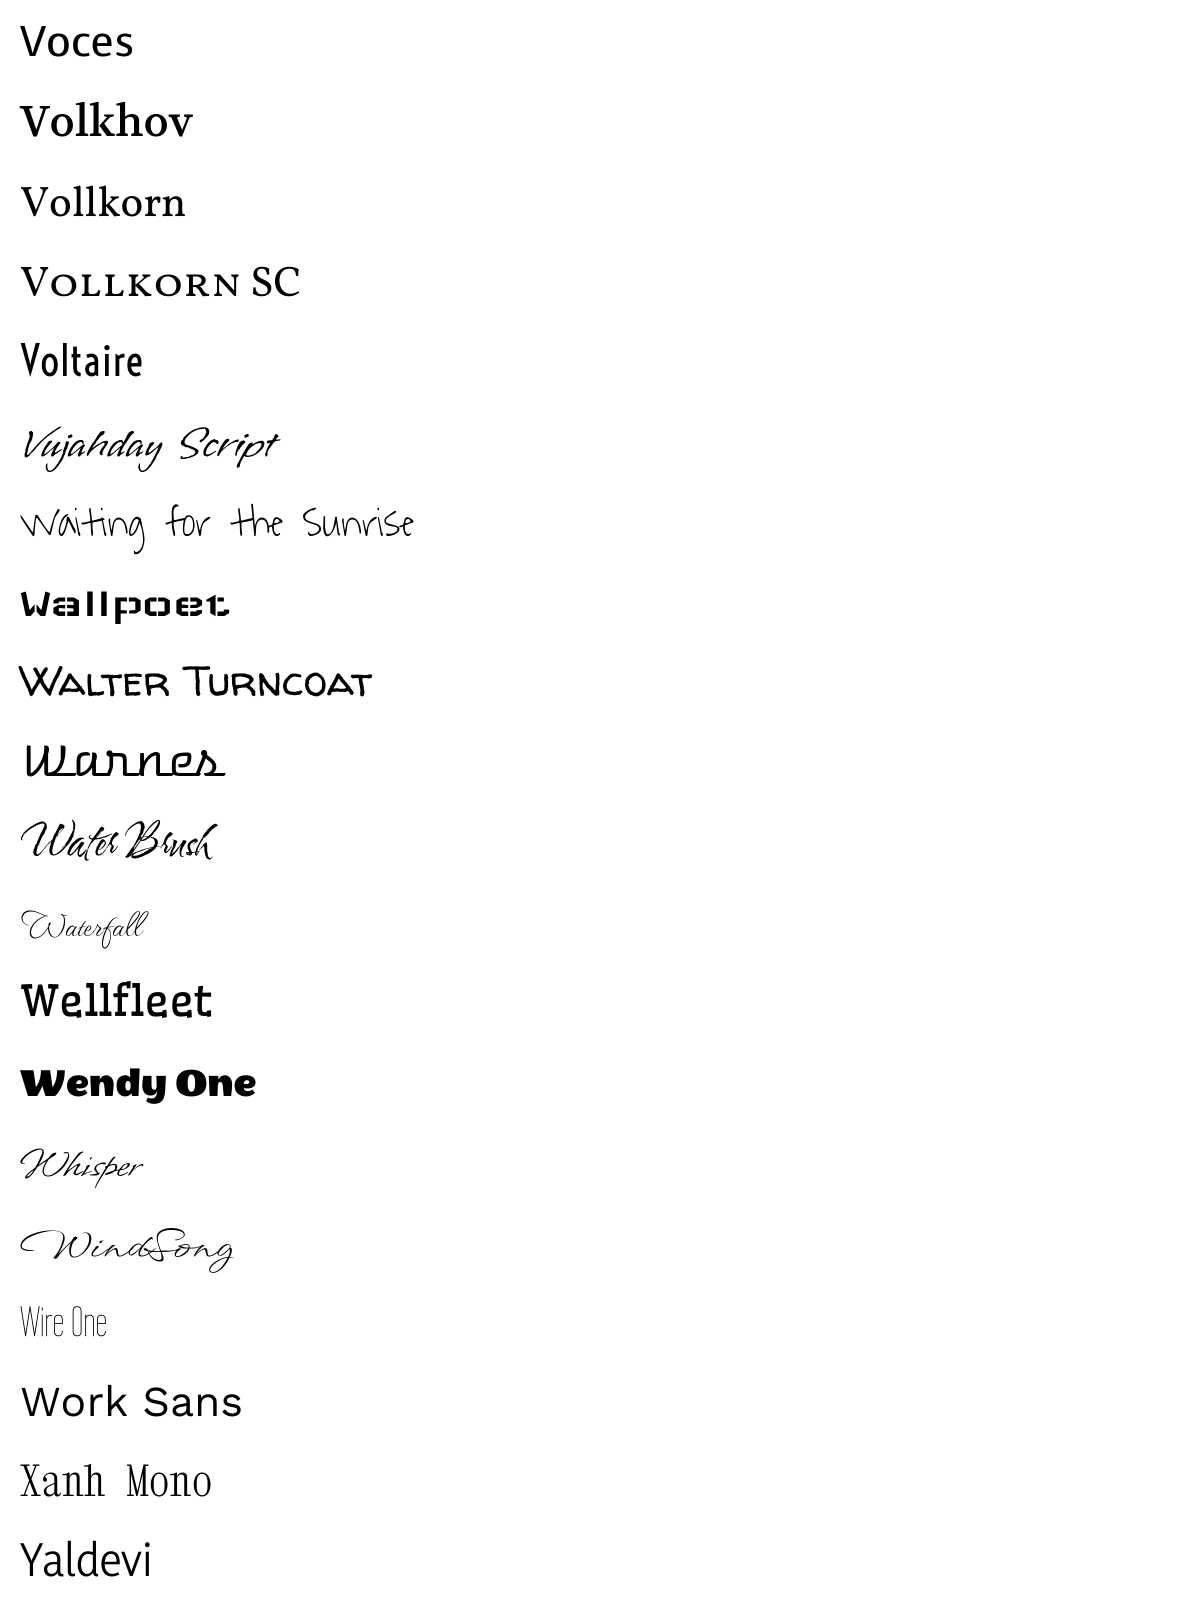 Voces
Volkhov
Vollkorn
Vollkorn SC
Voltaire
Vujahday Script
Waiting for the Sunrise
Wallpoet
Walter Turncoat
Warnes
Water Brush
Waterfall
Wellfleet
Wendy One
Whisper
WindSong
Wire One
Work Sans
Xanh Mono
Yaldevi